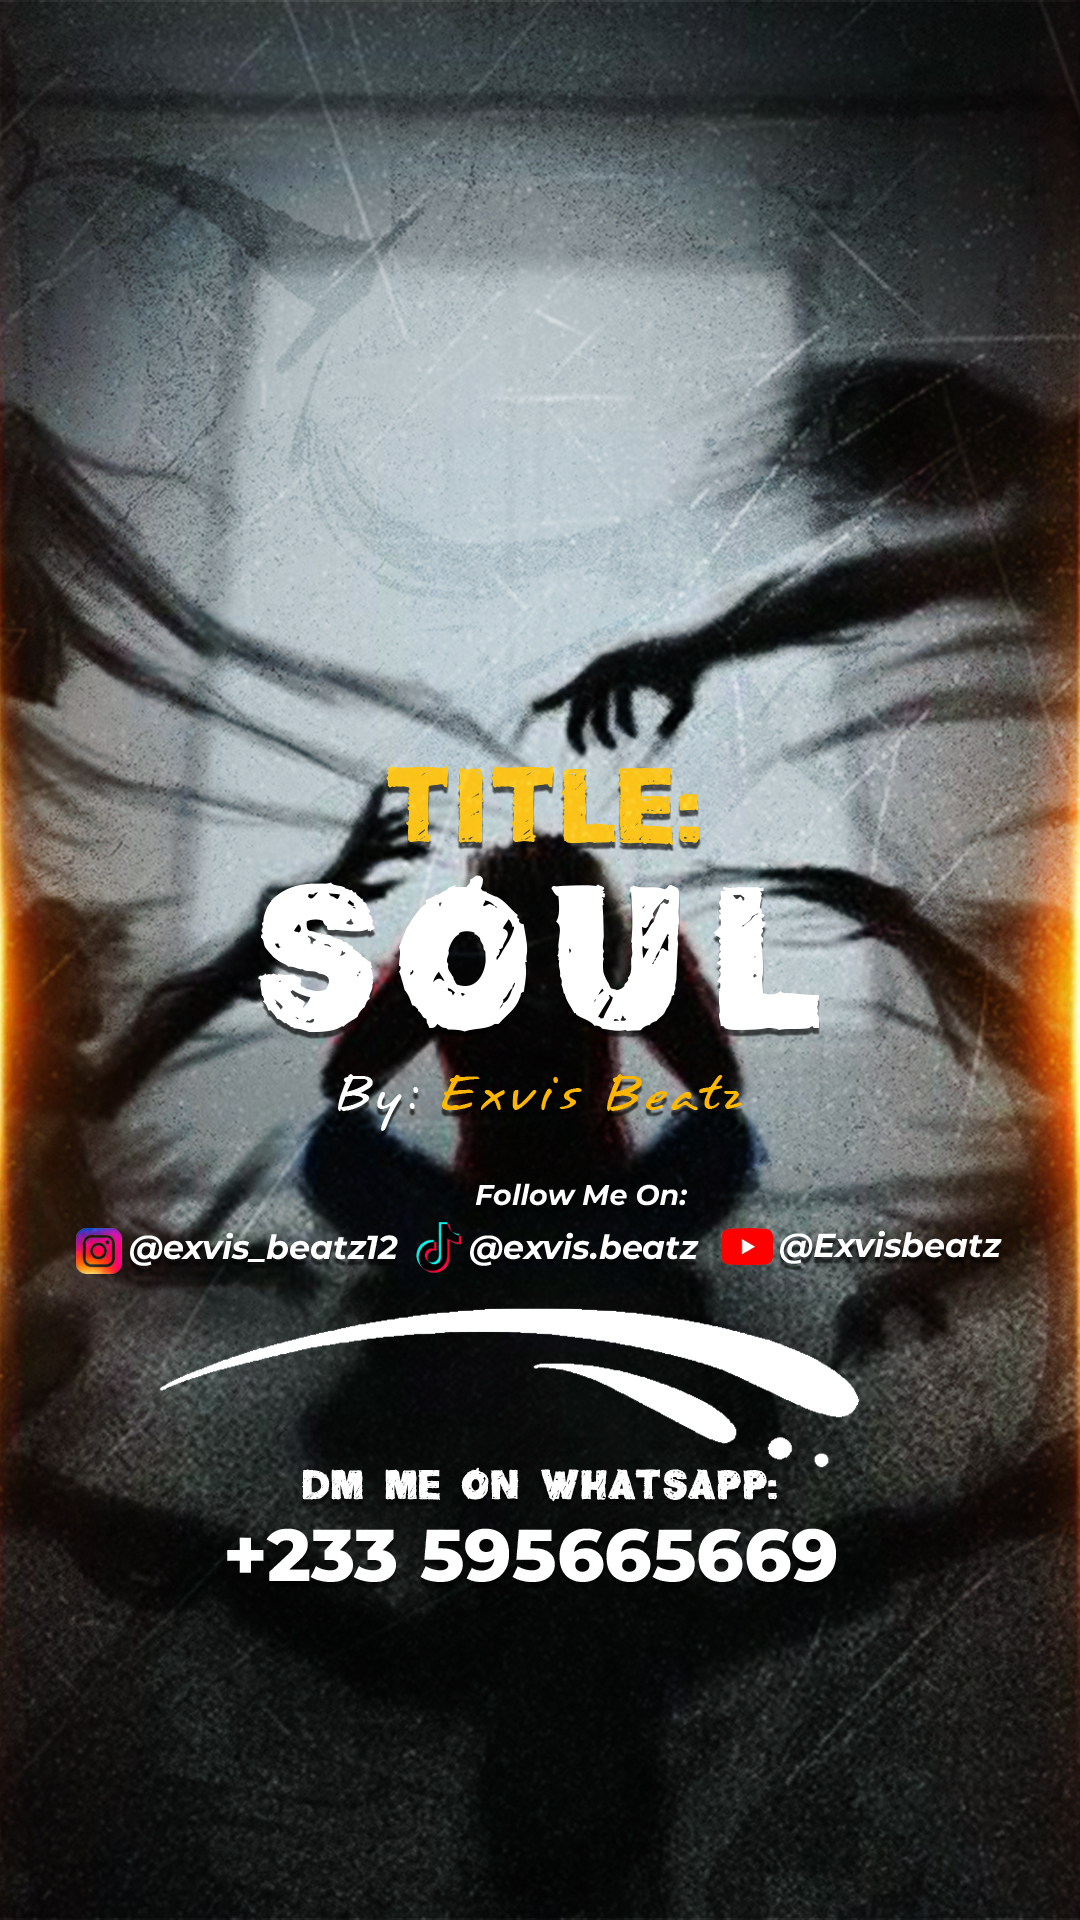 TITLE:
SOUL
By: Exvis Beatz
Follow Me On:
@exvis_beatz12 @exvis.beatz @Exvisbeatz
DM ME ON WHATSAPP:
+233 595665669